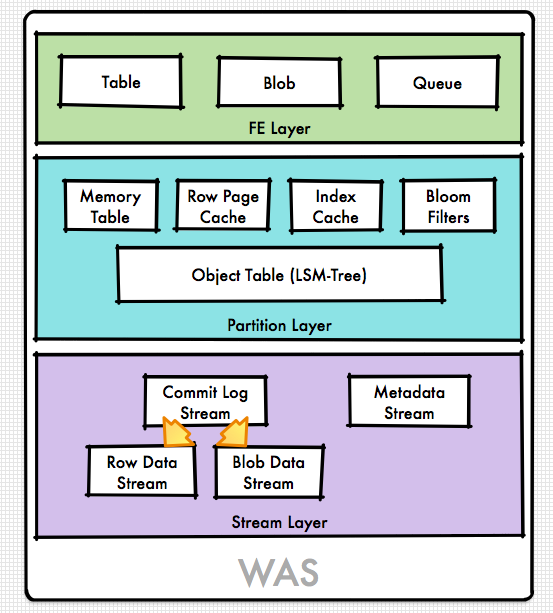 Table
Blob
Queue
FE Layer
Memory
Table
Row Page
Cache
Index
Cache
Bloom
Filters
Object Table (LSM-Tree)
Partition Layer
Commit Log
Stream
Metadata
Stream
Row Data
Stream
Blob Data
Stream
Stream Layer
WAS